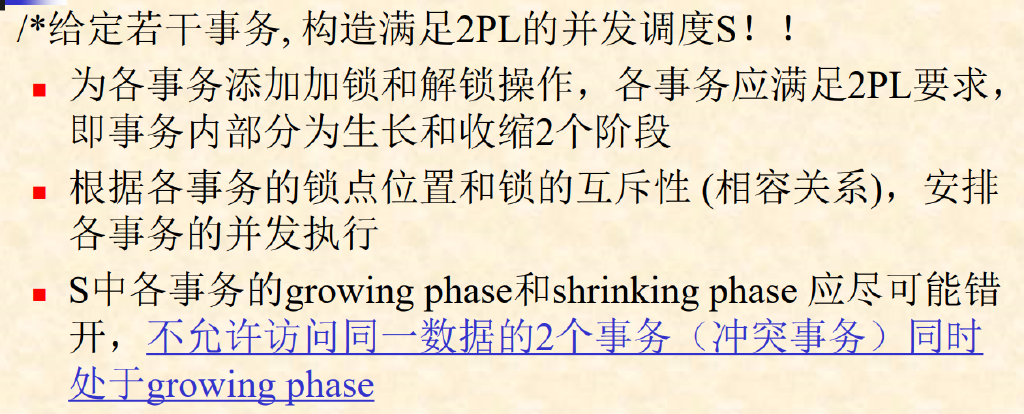 /*给定若干事务, 构造满足2PL的并发调度S！！
为各事务添加加锁和解锁操作，各事务应满足2PL要求，
即事务内部分为生长和收缩2个阶段
根据各事务的锁点位置和锁的互斥性 (相容关系)，安排
各事务的并发执行
S中各事务的growing phase和shrinking phase 应尽可能错
开，不允许访问同一数据的2个事务（冲突事务）同时
处于growing phase